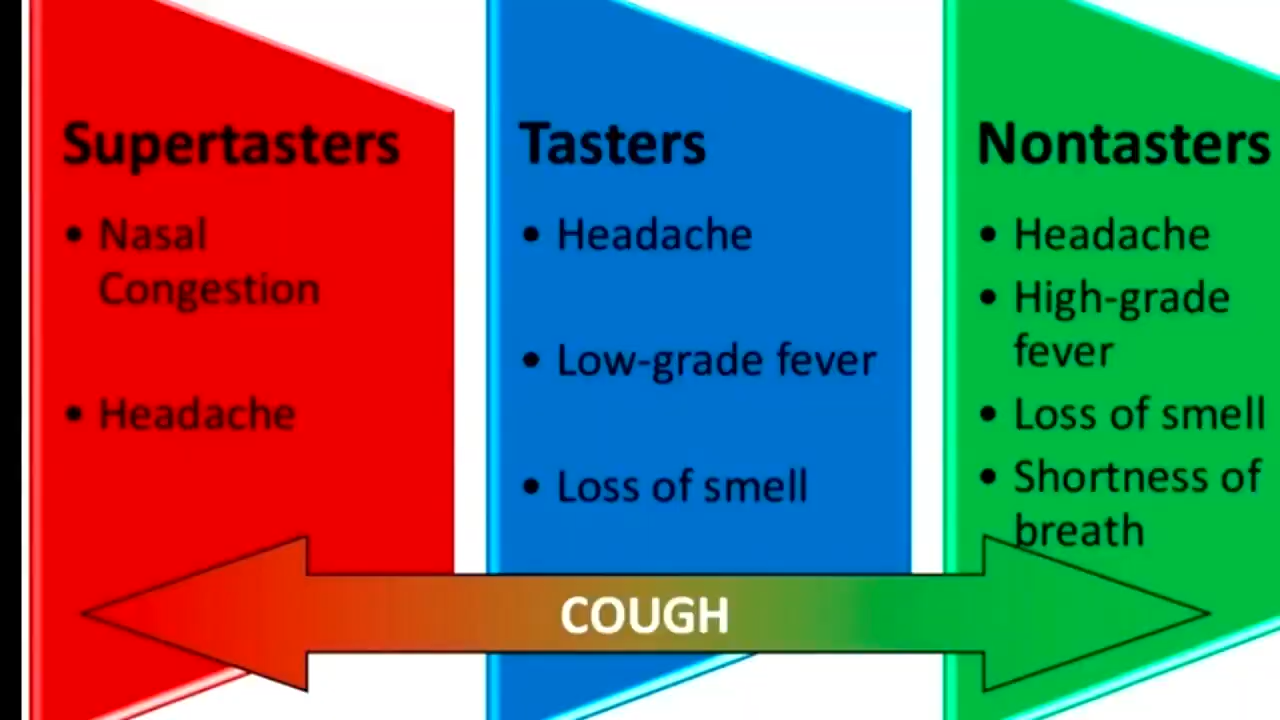 Supertasters
• Nasal
Congestion
• Headache
Tasters
• Headache
• Low-grade fever
• Loss of smell
Nontasters
• Headache
• High-grade
fever
• Loss of smell
• Shortness of
breath
COUGH